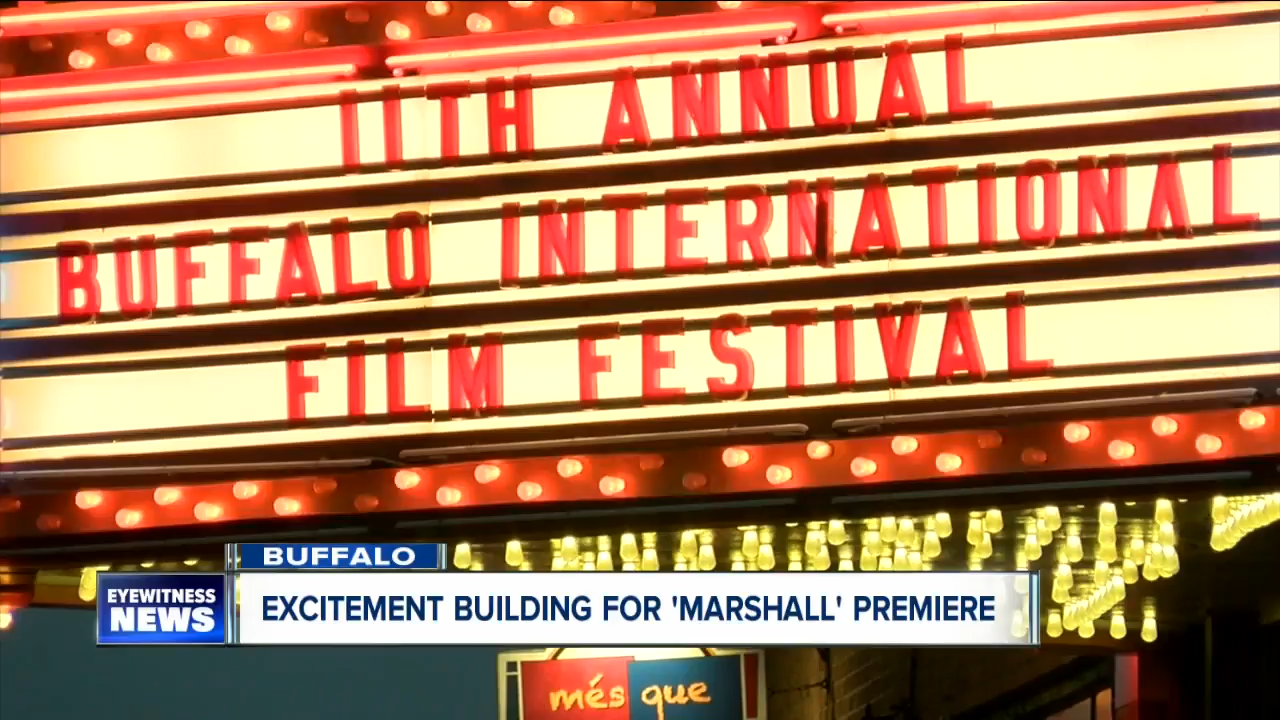 11TH ANNUAL
BUFFALO INTERNATIONAL
FILM FESTIVAL
BUFFALO
EYEWITNESS
NEWS
EXCITEMENT BUILDING FOR 'MARSHALL' PREMIERE
més que